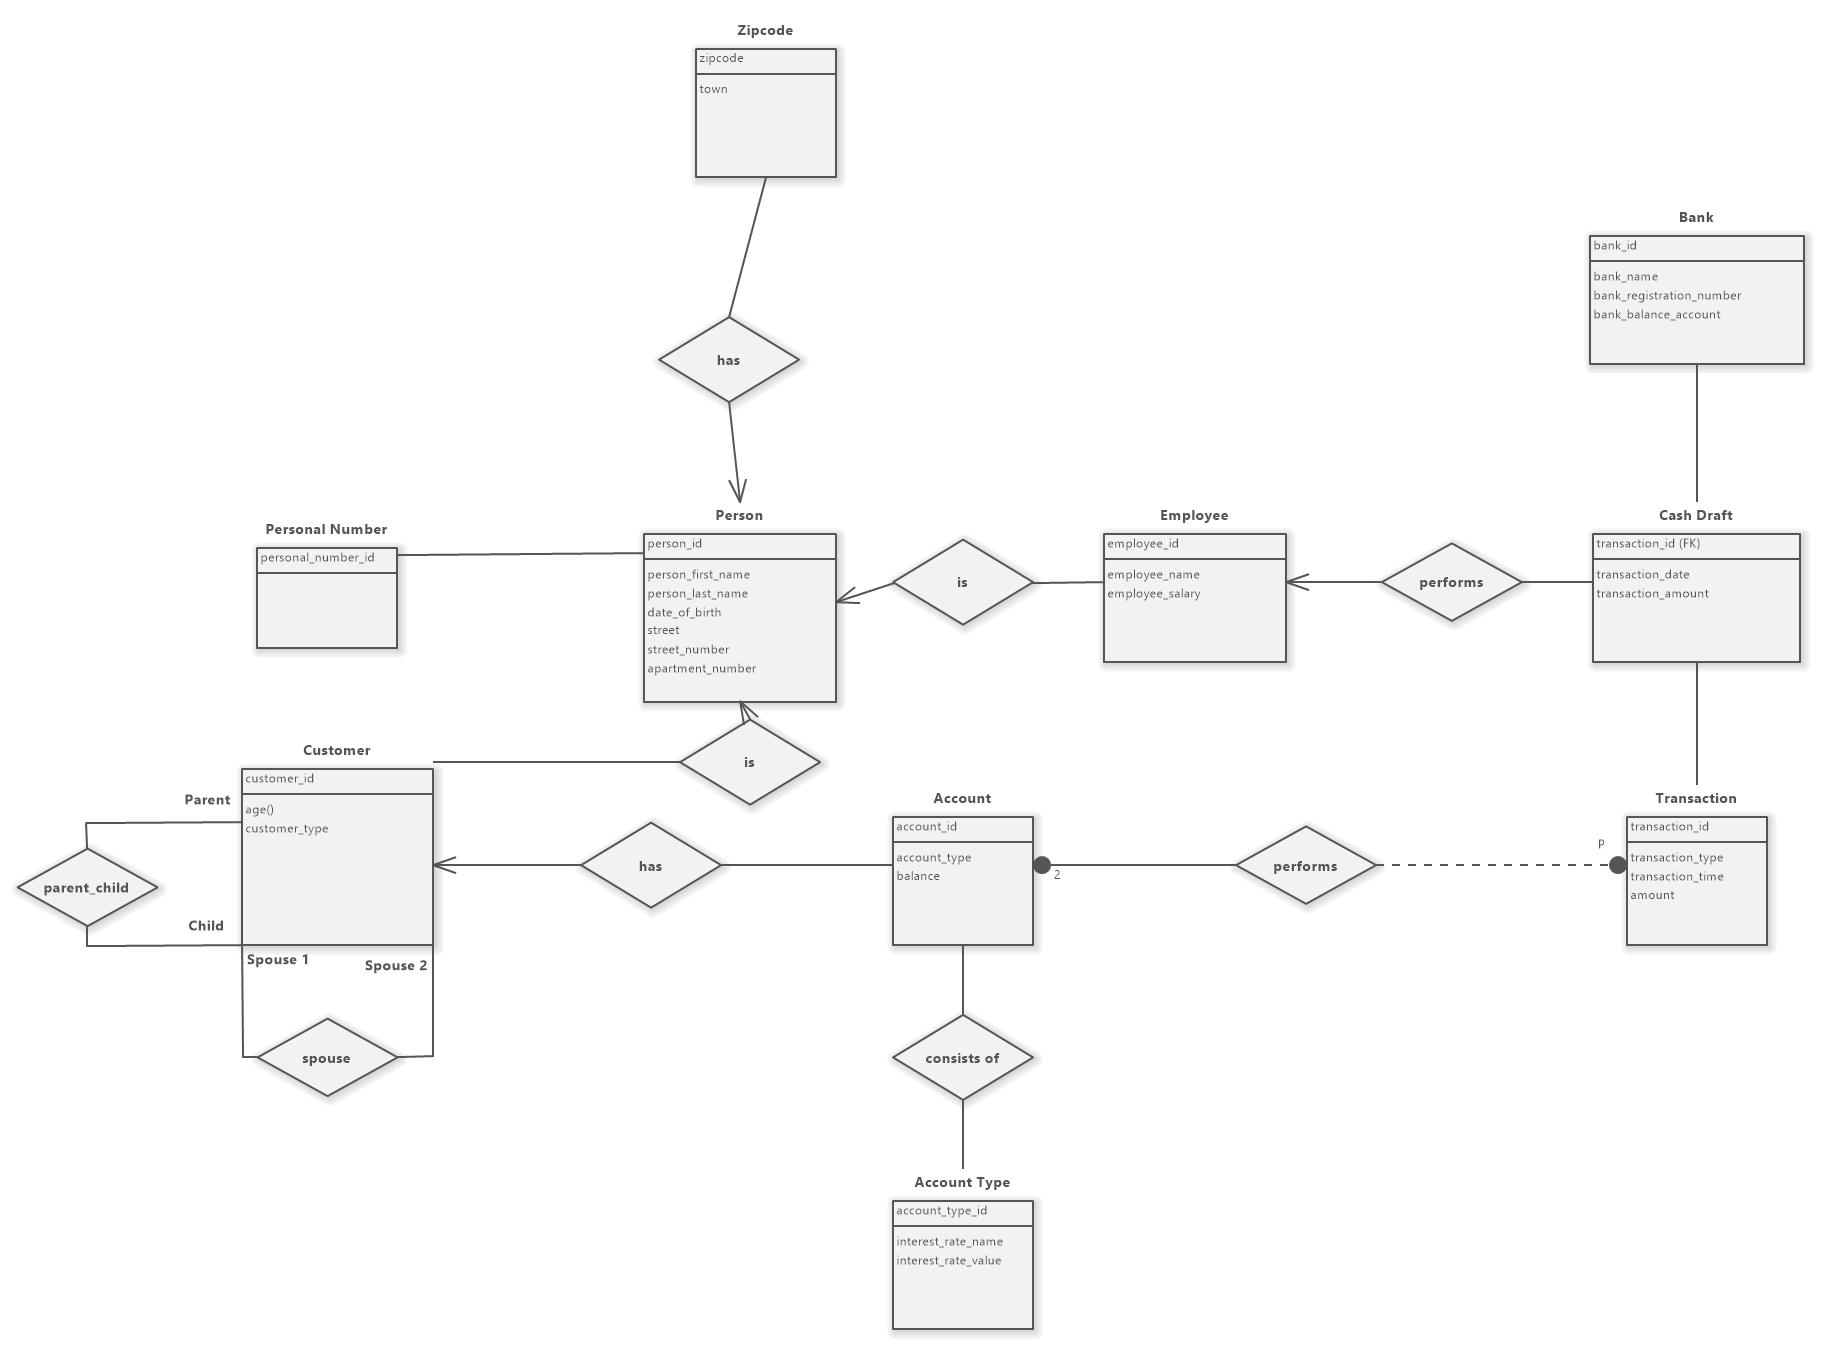 Zipcode
zipcode
town
Bank
bank_id
bank_name
bank_registration_number
bank_balance_account
has
Personal Number
personal_number_id
Person
person_id
person_first_name
person_last_name
date_of_birth
street
street_number
apartment_number
is
Employee
employee_id
employee_name
employee_salary
performs
Cash Draft
transaction_id (FK)
transaction_date
transaction_amount
Customer
customer_id
age()
customer_type
is
Parent
parent_child
Child
Spouse 1
Spouse 2
spouse
has
Account
account_id
account_type
balance
2
performs
P
Transaction
transaction_id
transaction_type
transaction_time
amount
consists of
Account Type
account_type_id
interest_rate_name
interest_rate_value